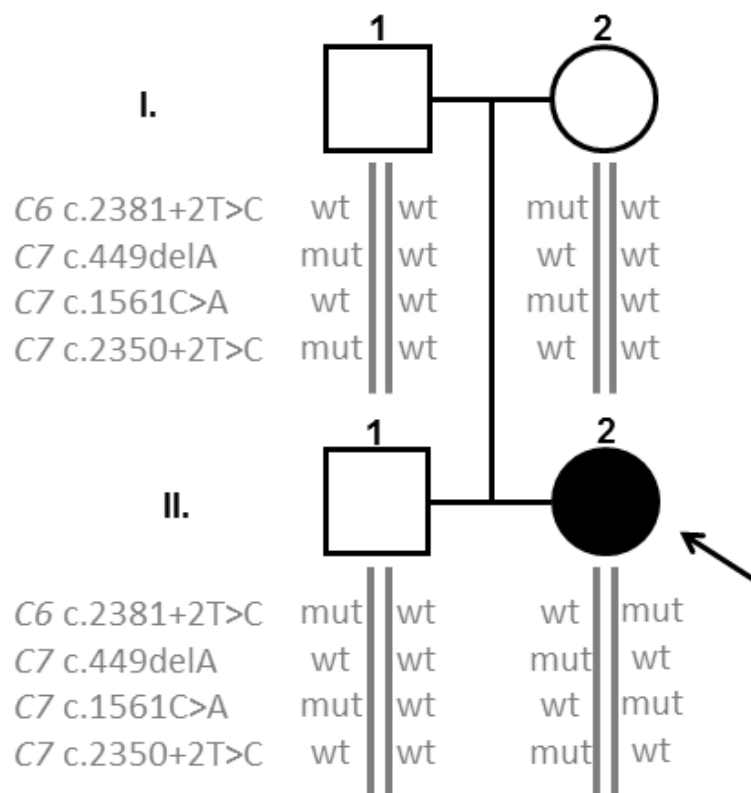 1 2
I.
C6 c.2381+2T>C wt wt mut wt
C7 c.449delA mut wt wt wt
C7 c.1561C>A wt wt mut wt
C7 c.2350+2T>C mut wt wt wt
1 2
II.
C6 c.2381+2T>C mut wt wt mut
C7 c.449delA wt wt mut wt
C7 c.1561C>A mut wt wt mut
C7 c.2350+2T>C wt wt mut wt